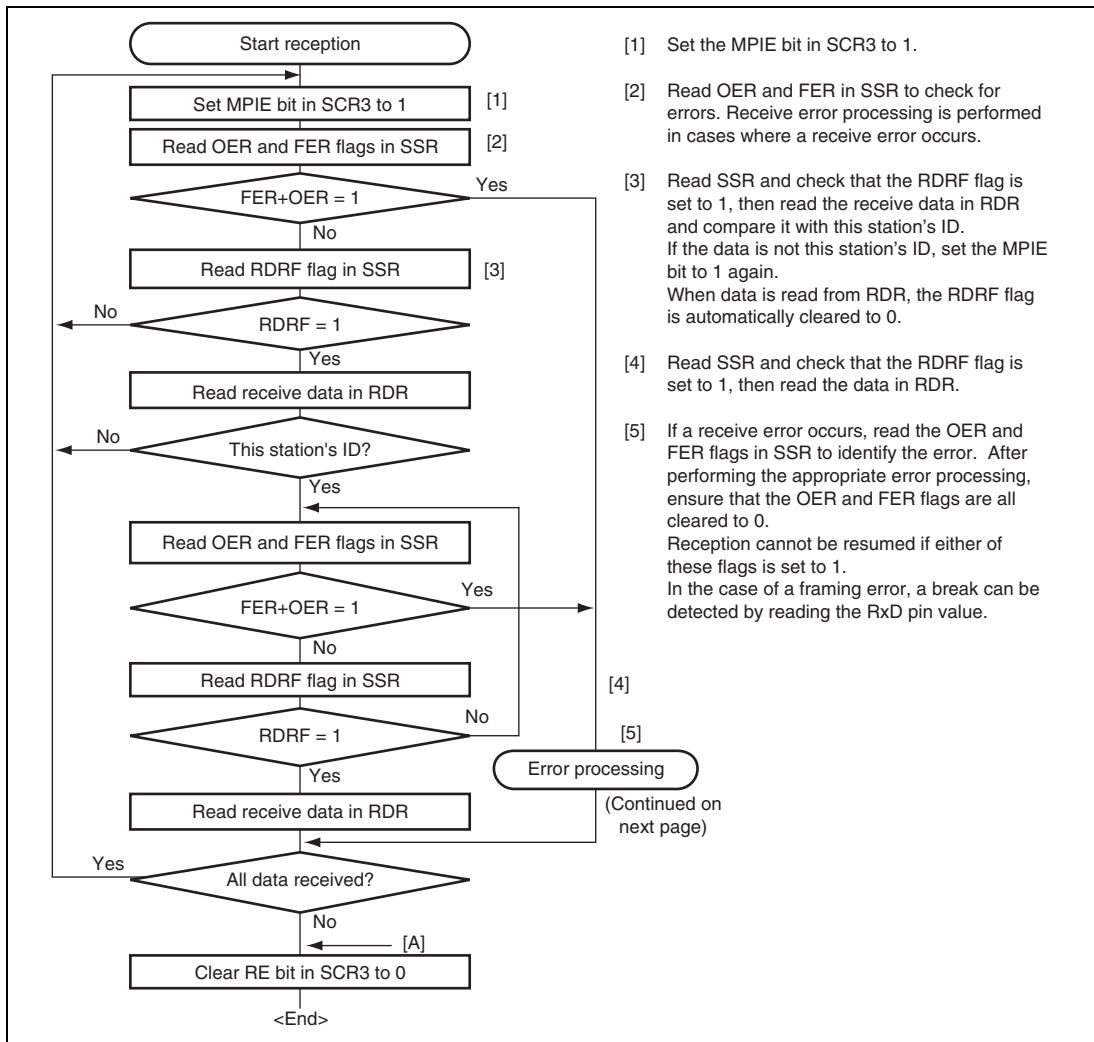 Start reception
Set MPIE bit in SCR3 to 1
[1]
Read OER and FER flags in SSR
[2]
FER+OER = 1
Yes
No
Read RDRF flag in SSR
[3]
RDRF = 1
No
Yes
Read receive data in RDR
This station's ID?
No
Yes
Read OER and FER flags in SSR
FER+OER = 1
Yes
No
Read RDRF flag in SSR
[4]
RDRF = 1
No
Yes
[5]
Error processing
(Continued on
next page)
Read receive data in RDR
All data received?
Yes
No
[A]
Clear RE bit in SCR3 to 0
<End>
[1] Set the MPIE bit in SCR3 to 1.
[2] Read OER and FER in SSR to check for
errors. Receive error processing is performed
in cases where a receive error occurs.
[3] Read SSR and check that the RDRF flag is
set to 1, then read the receive data in RDR
and compare it with this station's ID.
If the data is not this station's ID, set the MPIE
bit to 1 again.
When data is read from RDR, the RDRF flag
is automatically cleared to 0.
[4] Read SSR and check that the RDRF flag is
set to 1, then read the data in RDR.
[5] If a receive error occurs, read the OER and
FER flags in SSR to identify the error. After
performing the appropriate error processing,
ensure that the OER and FER flags are all
cleared to 0.
Reception cannot be resumed if either of
these flags is set to 1.
In the case of a framing error, a break can be
detected by reading the RxD pin value.